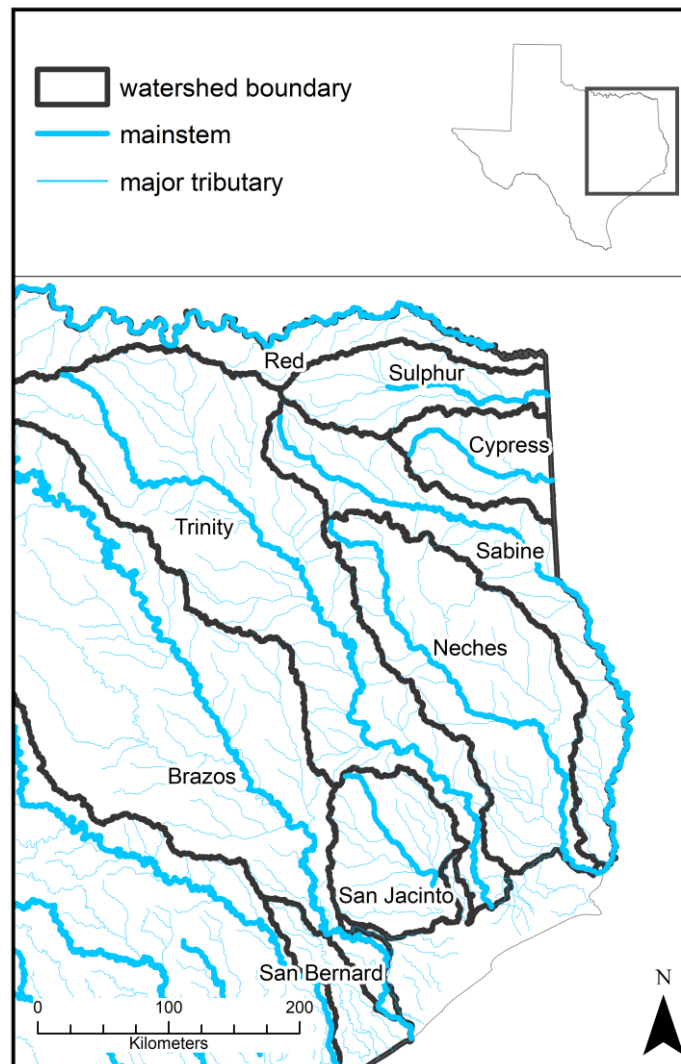 watershed boundary
mainstem
major tributary
Red
Sulphur
Cypress
Trinity
Sabine
Neches
Brazos
San Jacinto
San Bernard
N
0 100 200
Kilometers